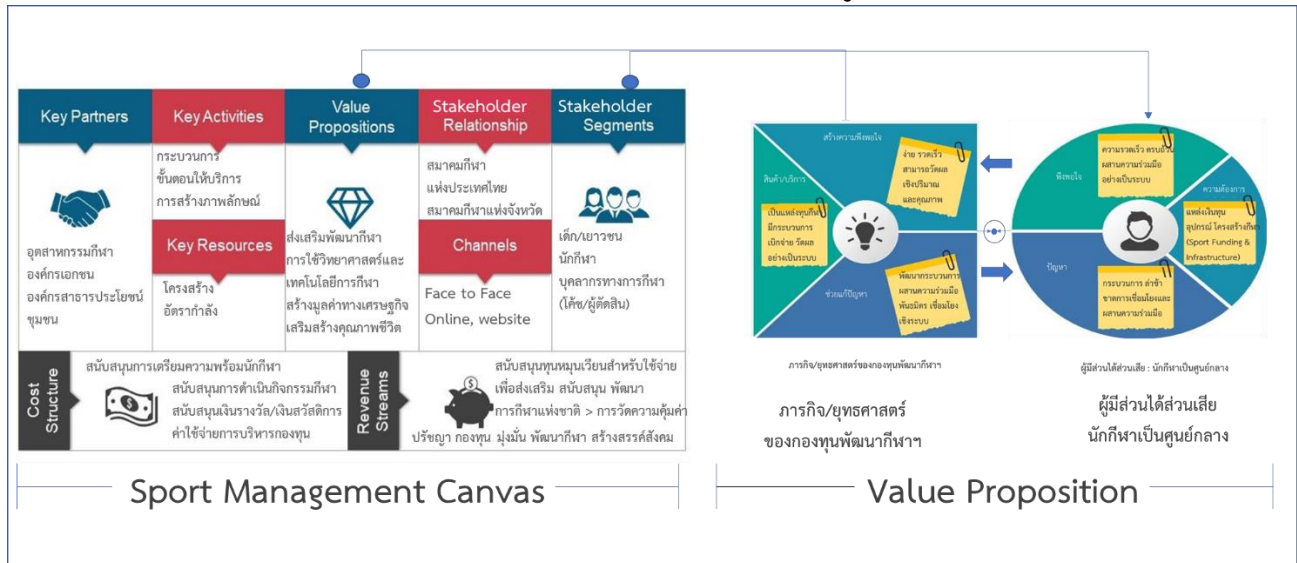 Key Partners
อุตสาหกรรมกีฬา
องค์กรเอกชน
องค์กรสาธารประโยชน์
ชุมชน
Key Activities
กระบวนการ
ขั้นตอนให้บริการ
การสร้างภาพลักษณ์
Key Resources
โครงสร้าง
อัตรากำลัง
Value
Propositions
ส่งเสริมพัฒนากีฬา
การใช้วิทยาศาสตร์และ
เทคโนโลยีการกีฬา
สร้างมูลค่าทางเศรษฐกิจ
เสริมสร้างคุณภาพชีวิต
Stakeholder
Relationship
สมาคมกีฬา
แห่งประเทศไทย
สมาคมกีฬาแห่งจังหวัด
Channels
Face to Face
Online, website
Stakeholder
Segments
เด็ก/เยาวชน
นักกีฬา
บุคลากรทางการกีฬา
(โค้ช/ผู้ตัดสิน)
Cost
Structure
สนับสนุนการเตรียมความพร้อมนักกีฬา
สนับสนุนการดำเนินกิจกรรมกีฬา
สนับสนุนเงินรางวัล/เงินสวัสดิการ
ค่าใช้จ่ายการบริหารกองทุน
Revenue
Streams
สนับสนุนทุนหมุนเวียนสำหรับใช้จ่าย
เพื่อส่งเสริม สนับสนุน พัฒนา
การกีฬาแห่งชาติ > การวัดความคุ้มค่า
ปรัชญา กองทุน มุ่งมั่น พัฒนากีฬา สร้างสรรค์สังคม
Sport Management Canvas
สร้างความพึงพอใจ
ง่าย รวดเร็ว
สามารถวัดผล
เชิงปริมาณ
และคุณภาพ
สินค้า/บริการ
เป็นแหล่งทุนกีฬา
มีกระบวนการ
เบิกจ่าย วัดผล
อย่างเป็นระบบ
ช่วยแก้ปัญหา
พัฒนากระบวนการ
ผสานความร่วมมือ
พันธมิตร เชื่อมโยง
เชิงระบบ
ภารกิจ/ยุทธศาสตร์ของกองทุนพัฒนากีฬาฯ
ภารกิจ/ยุทธศาสตร์
ของกองทุนพัฒนากีฬาฯ
พึงพอใจ
ความรวดเร็ว ครบถ้วน
ผสานความร่วมมือ
อย่างเป็นระบบ
ความต้องการ
แหล่งเงินทุน
อุปกรณ์ โครงสร้างกีฬา
(Sport Funding &
Infrastructure)
ปัญหา
กระบวนการ ล่าช้า
ขาดการเชื่อมโยงและ
ผสานความร่วมมือ
ผู้มีส่วนได้ส่วนเสีย : นักกีฬาเป็นศูนย์กลาง
ผู้มีส่วนได้ส่วนเสีย
นักกีฬาเป็นศูนย์กลาง
Value Proposition